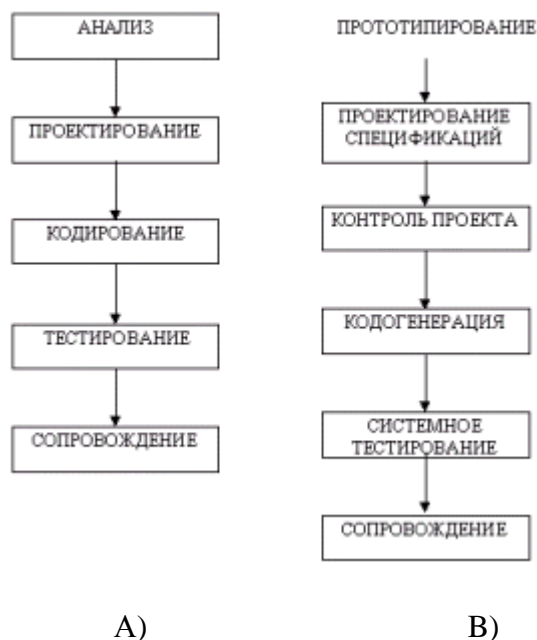 АНАЛИЗ
ПРОЕКТИРОВАНИЕ
КОДИРОВАНИЕ
ТЕСТИРОВАНИЕ
СОПРОВОЖДЕНИЕ
А)
ПРОТОТИПИРОВАНИЕ
ПРОЕКТИРОВАНИЕ
СПЕЦИФИКАЦИЙ
КОНТРОЛЬ ПРОЕКТА
КОДОГЕНЕРАЦИЯ
СИСТЕМНОЕ
ТЕСТИРОВАНИЕ
СОПРОВОЖДЕНИЕ
В)